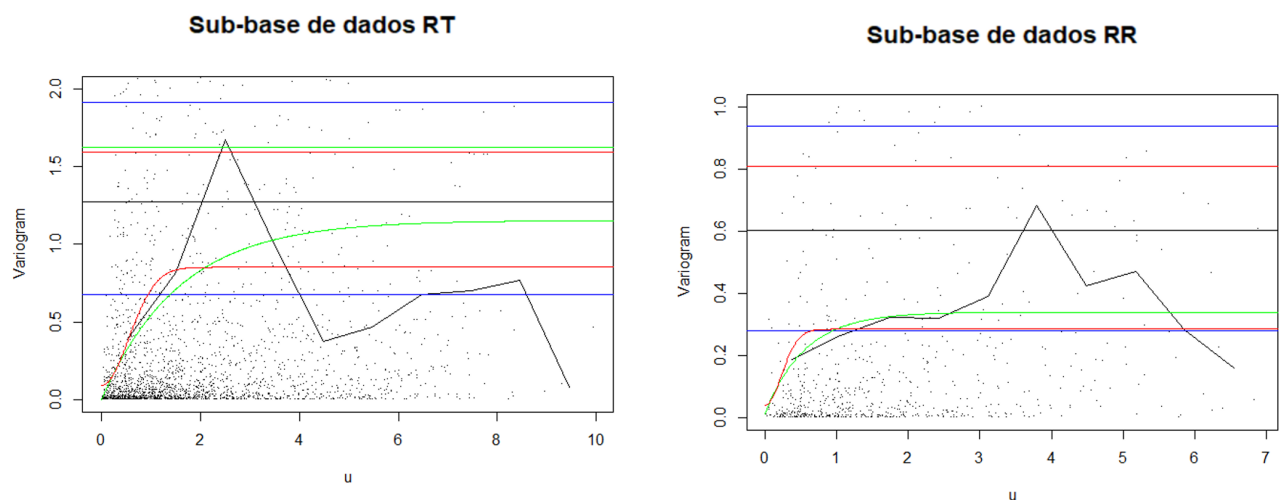 Sub-base de dados RT
Variogram
2.0
1.5
1.0
0.5
0.0
0 2 4 6 8 10
u
Sub-base de dados RR
Variogram
1.0
0.8
0.6
0.4
0.2
0.0
0 1 2 3 4 5 6 7
u